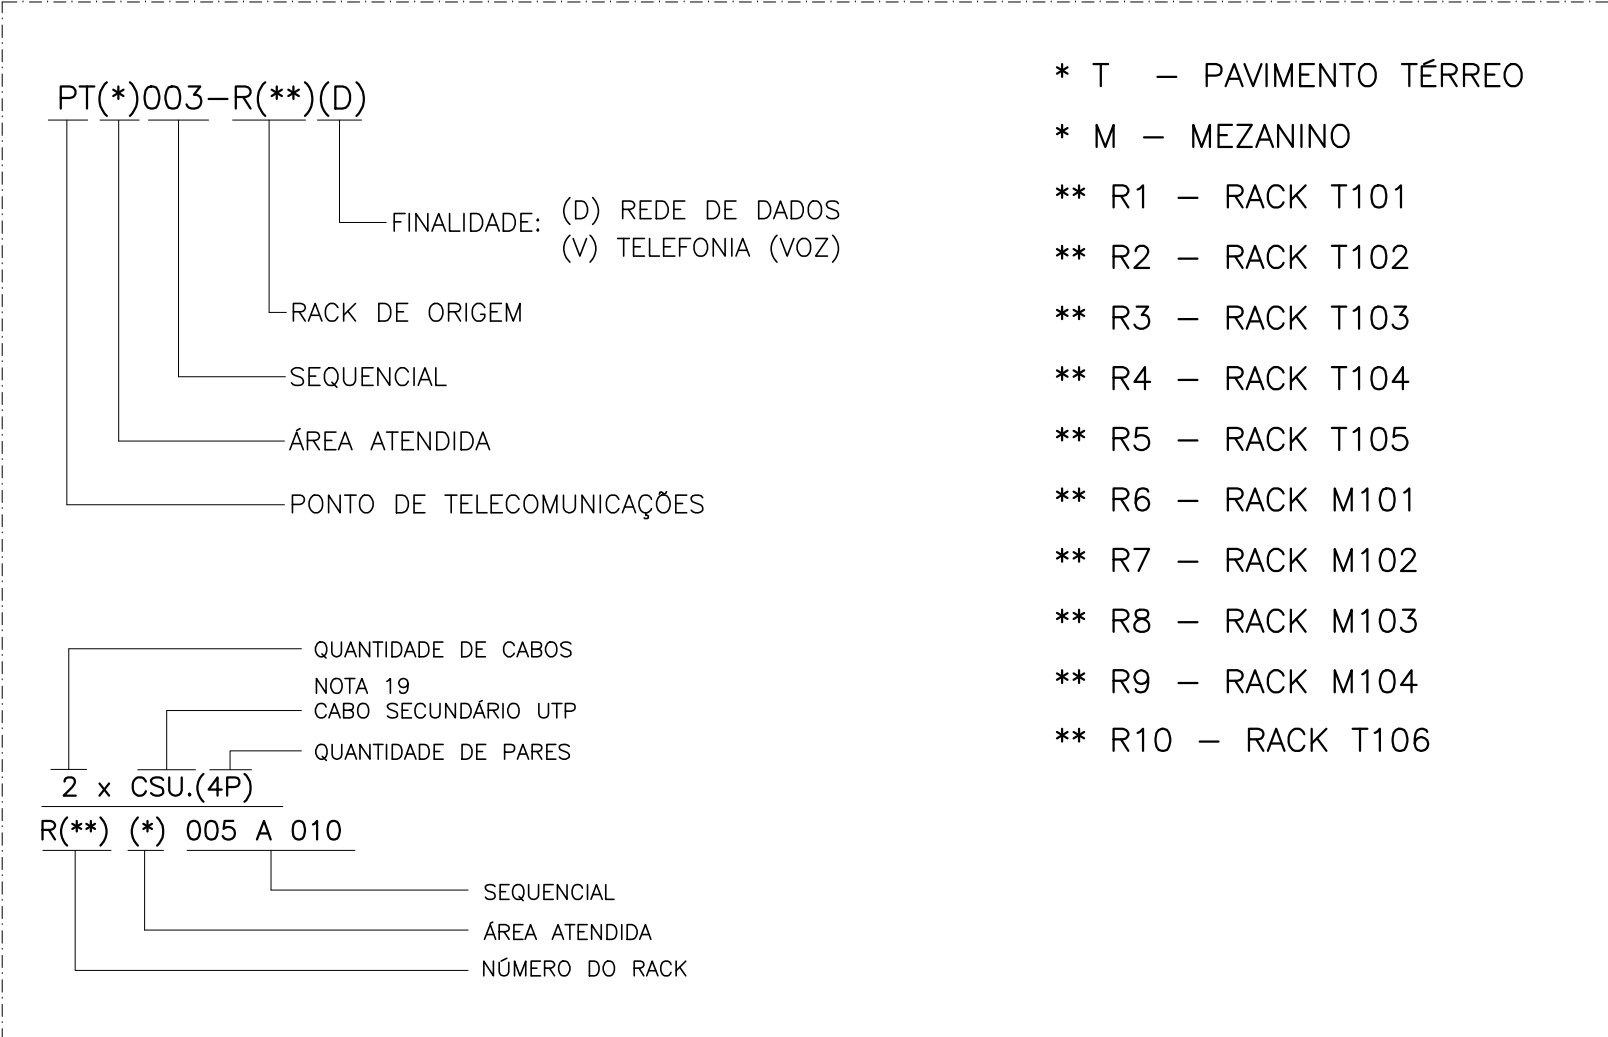 PT(*)003-R(**)(D)
FINALIDADE: (D) REDE DE DADOS
(V) TELEFONIA (VOZ)
RACK DE ORIGEM
SEQUENCIAL
ÁREA ATENDIDA
PONTO DE TELECOMUNICAÇÕES
QUANTIDADE DE CABOS
NOTA 19
CABO SECUNDÁRIO UTP
QUANTIDADE DE PARES
2 x CSU.(4P)
R(**) (*) 005 A 010
SEQUENCIAL
ÁREA ATENDIDA
NÚMERO DO RACK
* T - PAVIMENTO TÉRREO
* M - MEZANINO
** R1 - RACK T101
** R2 - RACK T102
** R3 - RACK T103
** R4 - RACK T104
** R5 - RACK T105
** R6 - RACK M101
** R7 - RACK M102
** R8 - RACK M103
** R9 - RACK M104
** R10 - RACK T106